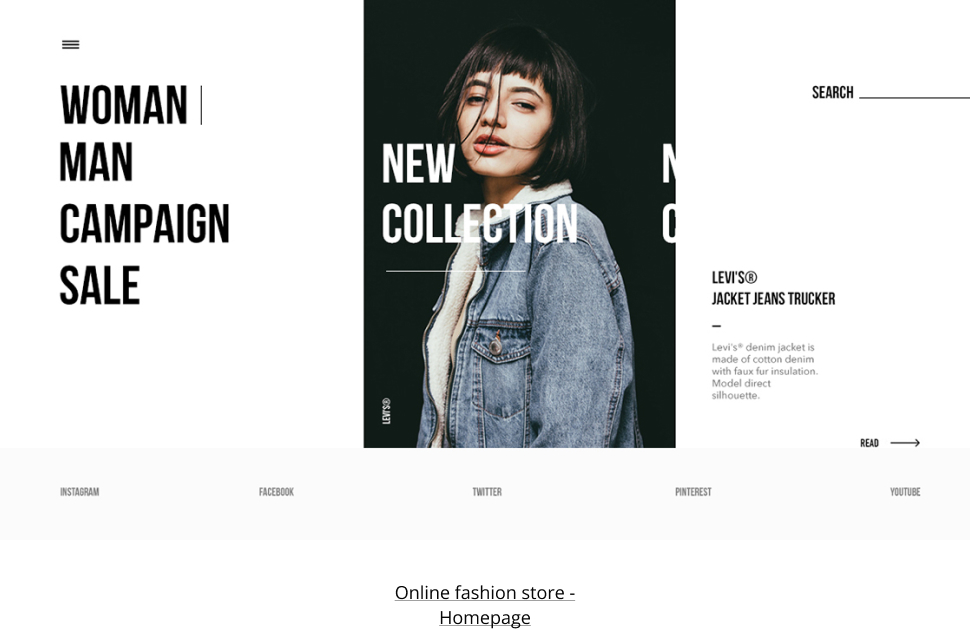 WOMAN
MAN
CAMPAIGN
SALE
NEW
COLLECTION
LEVI'S®
N
C
SEARCH
LEVI'S®
JACKET JEANS TRUCKER
Levi's® denim jacket is
made of cotton denim
with faux fur insulation.
Model direct
silhouette.
READ
INSTAGRAM
FACEBOOK
TWITTER
PINTEREST
YOUTUBE
Online fashion store -
Homepage